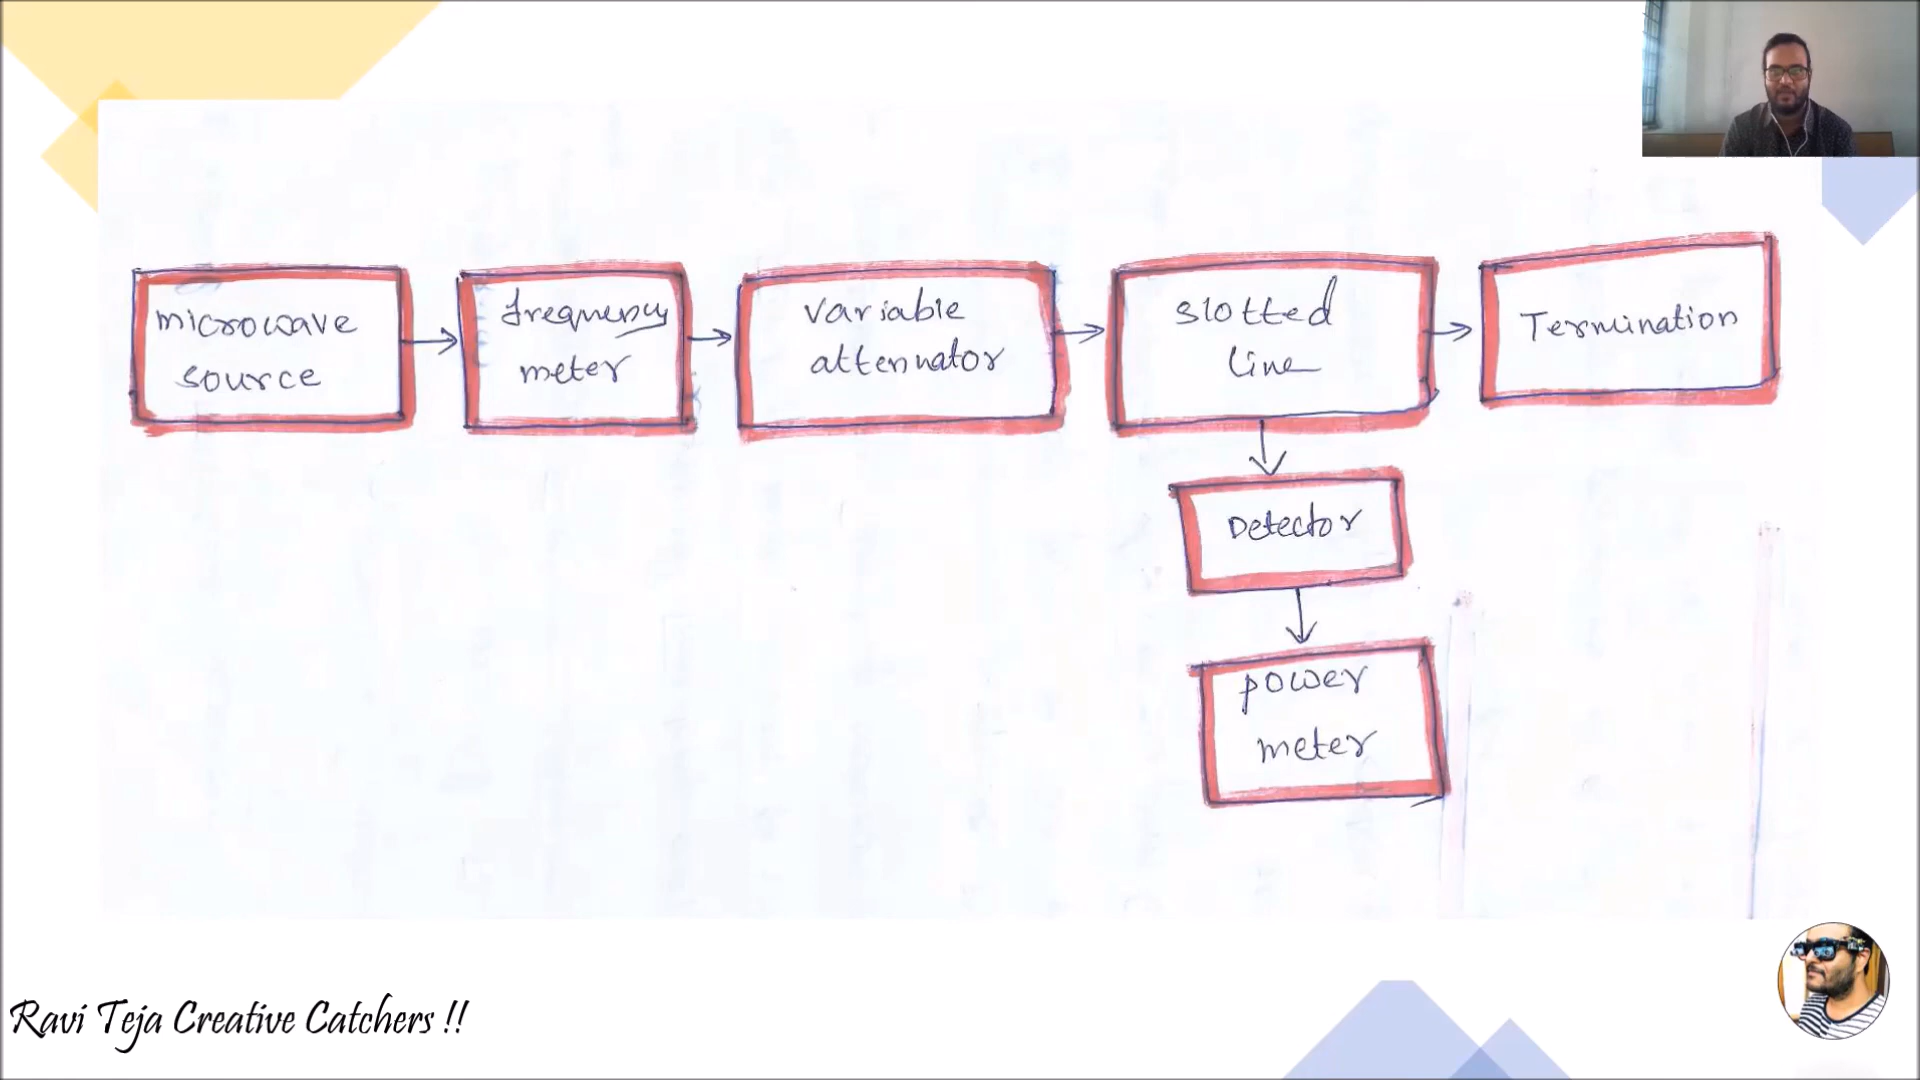 microwave
source
frequency
meter
variable
attenuator
slotted
line
Termination
Detector
power
meter
Ravi Teja Creative Catchers !!